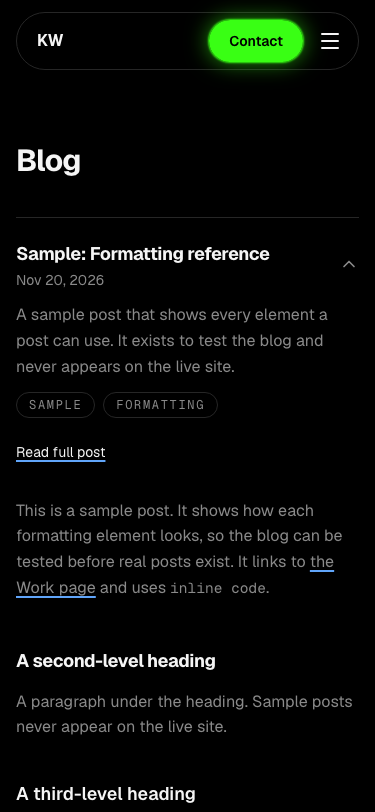 KW
Contact
Blog
Sample: Formatting reference
Nov 20, 2026
A sample post that shows every element a
post can use. It exists to test the blog and
never appears on the live site.
SAMPLE
FORMATTING
Read full post
This is a sample post. It shows how each
formatting element looks, so the blog can be
tested before real posts exist. It links to the
Work page and uses inline code.
A second-level heading
A paragraph under the heading. Sample posts
never appear on the live site.
A third-level heading